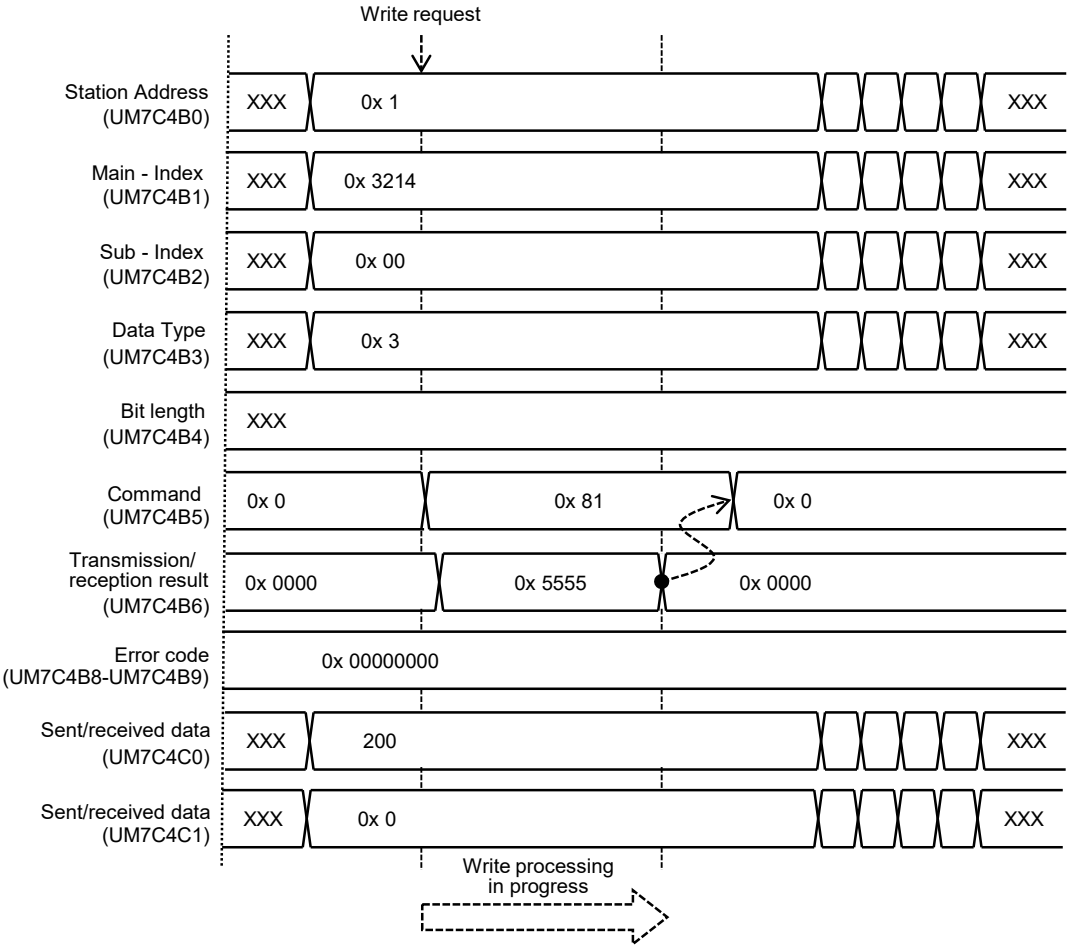 Write request
Station Address
(UM7C4B0)
XXX 0x 1 XXX
Main - Index
(UM7C4B1)
XXX 0x 3214 XXX
Sub - Index
(UM7C4B2)
XXX 0x 00 XXX
Data Type
(UM7C4B3)
XXX 0x 3 XXX
Bit length
(UM7C4B4)
XXX
Command
(UM7C4B5)
0x 0 0x 81 0x 0
Transmission/
reception result
(UM7C4B6)
0x 0000 0x 5555 0x 0000
Error code
(UM7C4B8-UM7C4B9)
0x 00000000
Sent/received data
(UM7C4C0)
XXX 200 XXX
Sent/received data
(UM7C4C1)
XXX 0x 0 XXX
Write processing
in progress